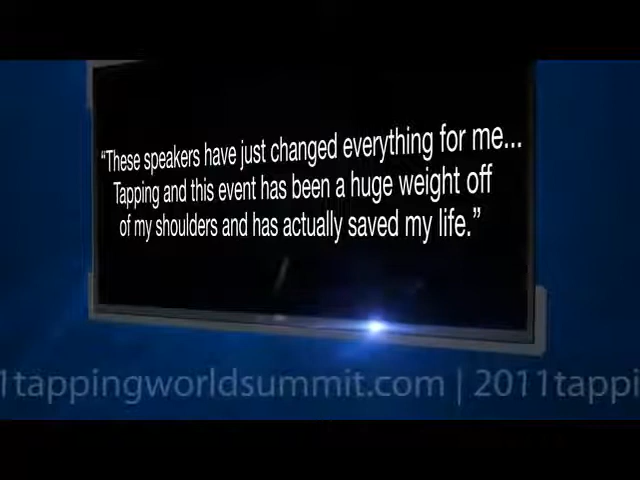 “These speakers have just changed everything for me...
Tapping and this event has been a huge weight off
of my shoulders and has actually saved my life.”
1tappingworldsummit.com | 2011tappi